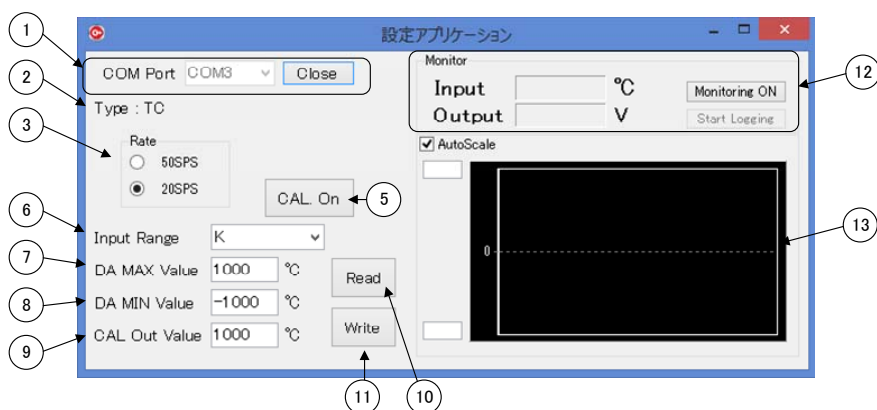 設定アプリケーション
1
COM Port COM3 Close
2
Type : TC
3
Rate
50SPS
20SPS
CAL. On
5
6
Input Range K
7
DA MAX Value 1000 ℃
8
DA MIN Value -1000 ℃
9
CAL Out Value 1000 ℃
Read
Write
11
10
Monitor
Input ℃
Output V
Monitoring ON
Start Logging
12
AutoScale
0
13